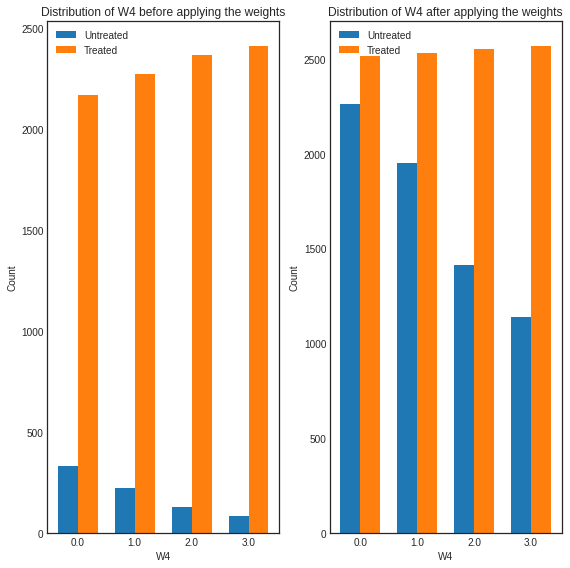 Distribution of W4 before applying the weights
Untreated
Treated
2500
2000
1500
1000
500
0
Count
0.0 1.0 2.0 3.0
W4
Distribution of W4 after applying the weights
Untreated
Treated
2500
2000
1500
1000
500
0
Count
0.0 1.0 2.0 3.0
W4